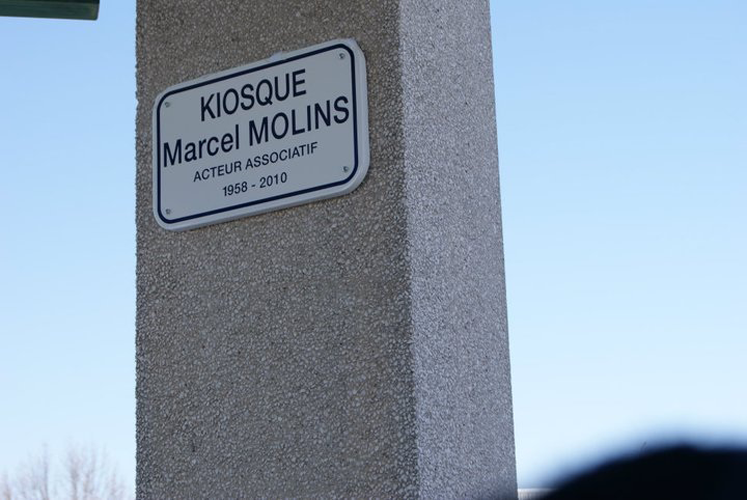 KIOSQUE
Marcel MOLINS
ACTEUR ASSOCIATIF
1958 - 2010